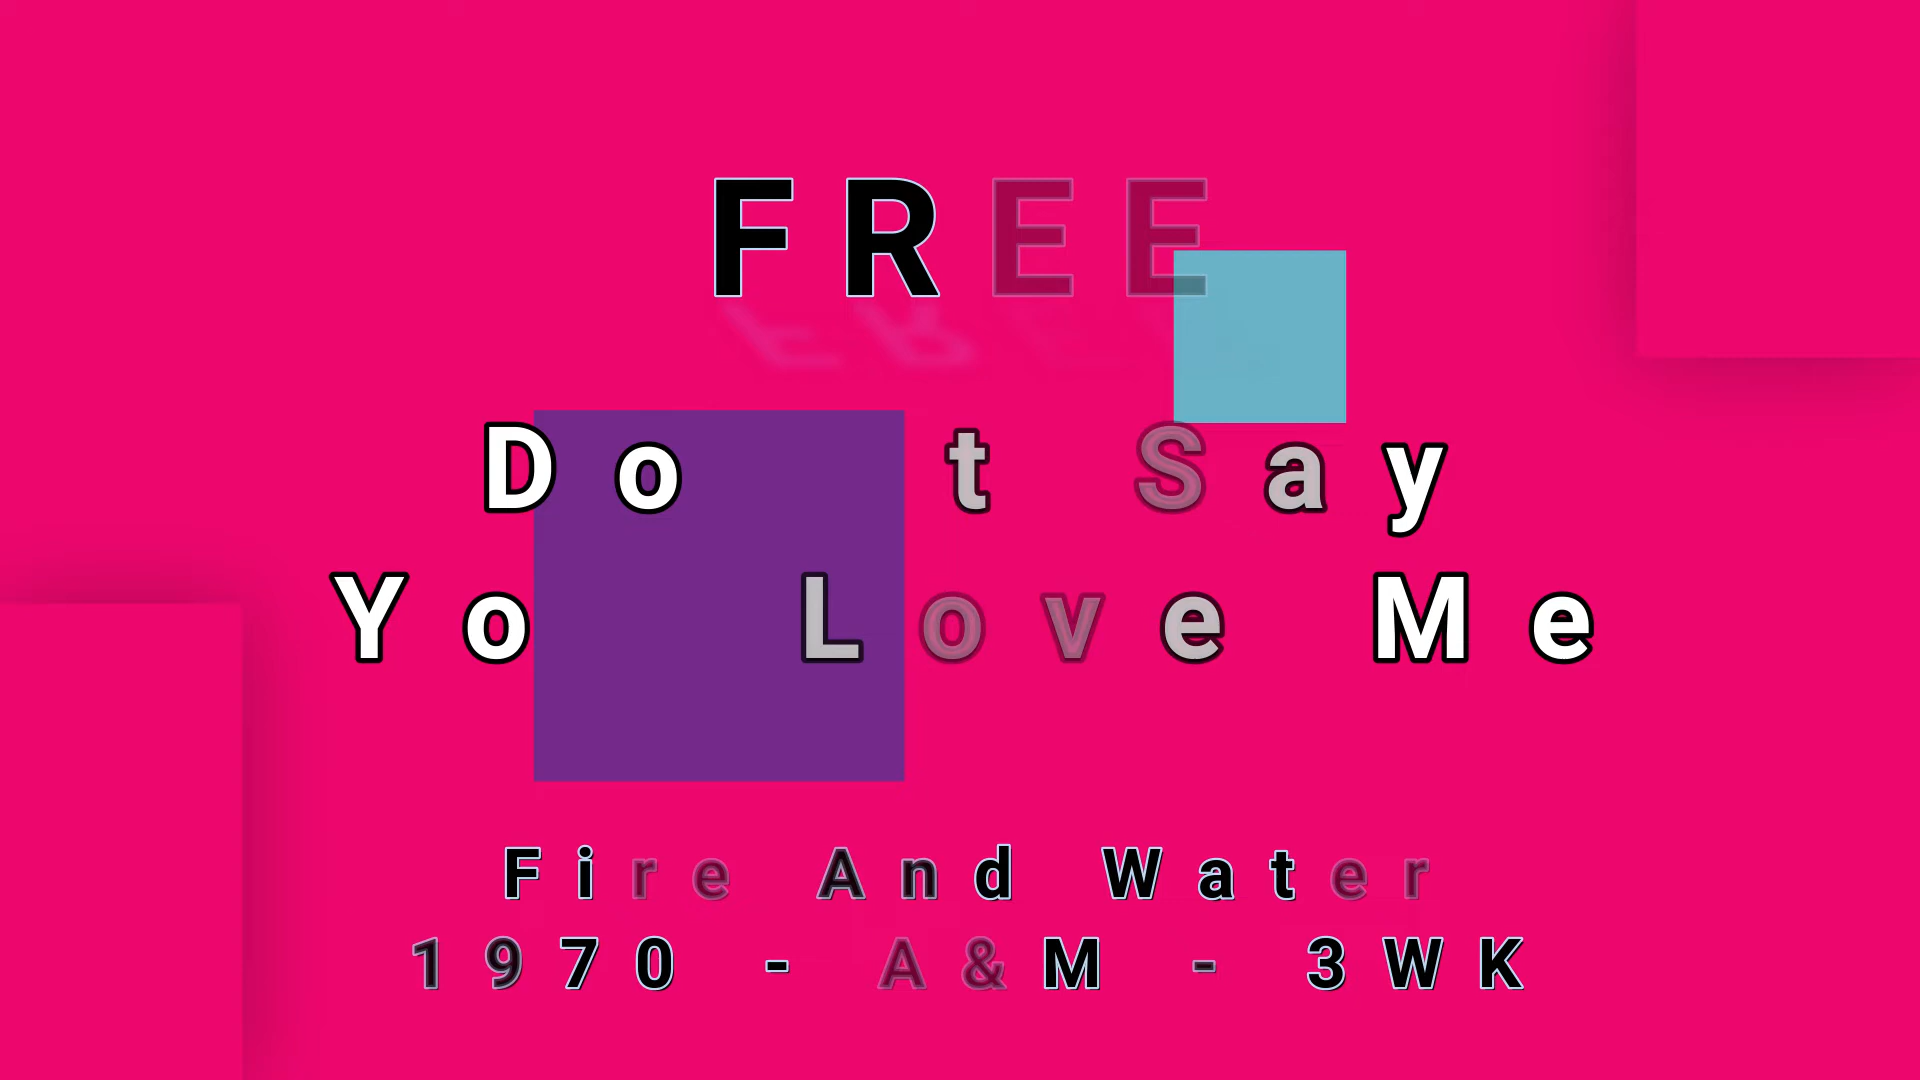 FREE
Do t Say
Yo Love Me
Fire And Water
1970 - A&M - 3WK